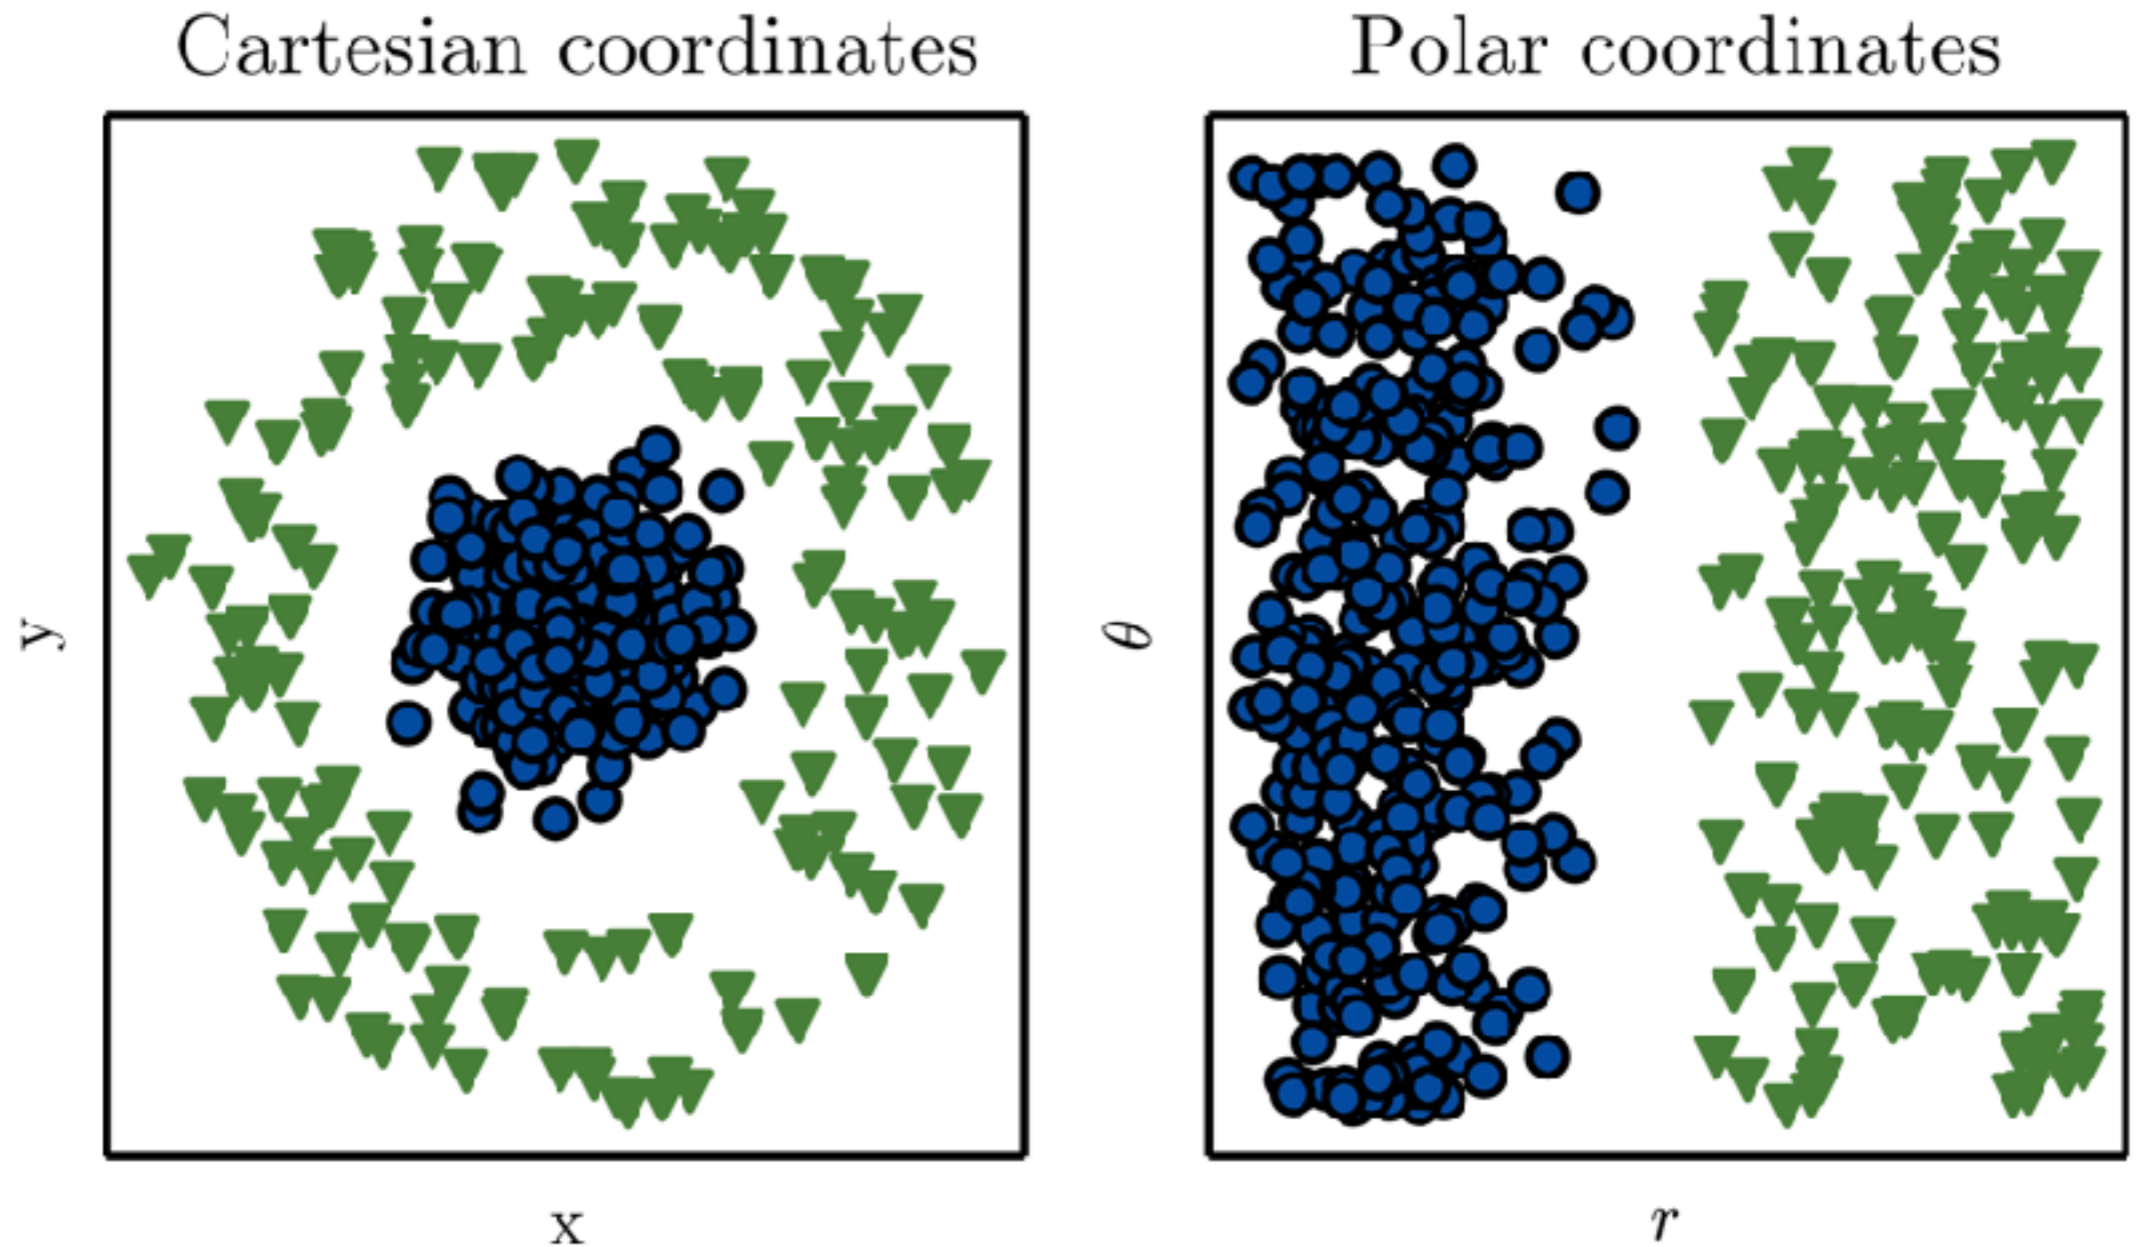 Cartesian coordinates
y
x
Polar coordinates
θ
r